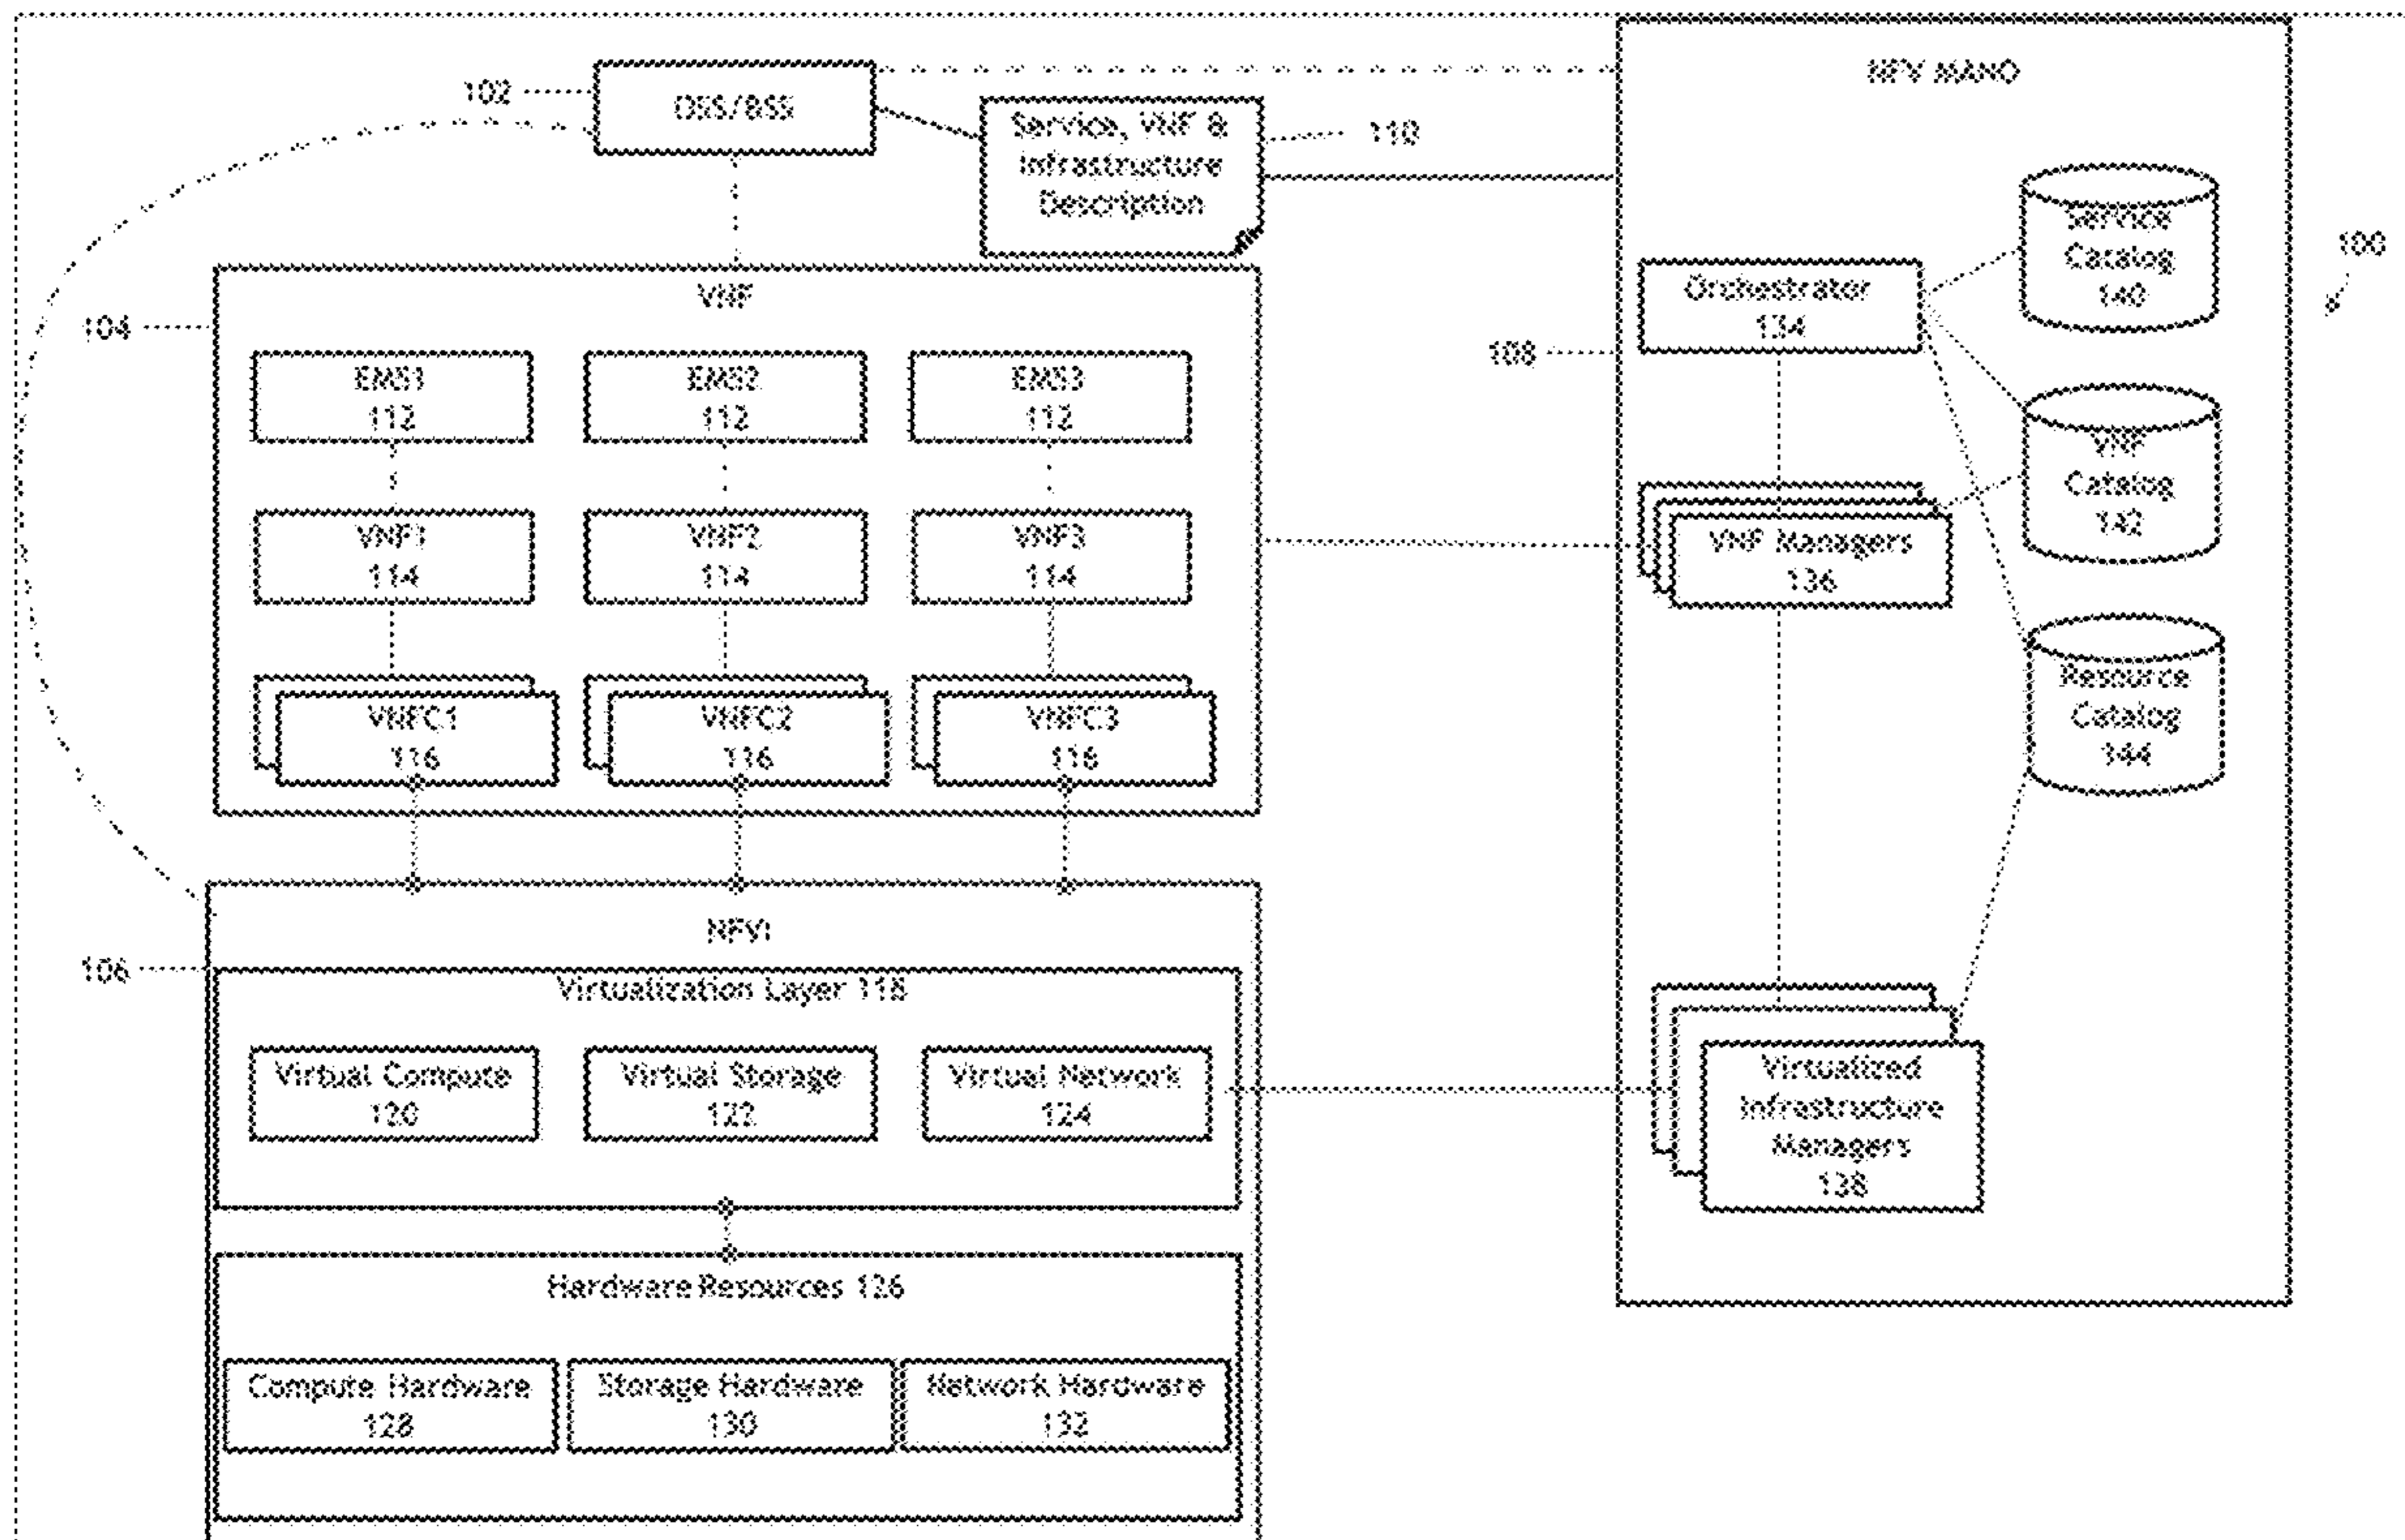 NFV MANO
102
OSS/BSS
Service, VNF &
Infrastructure
Description
110
100
VNF
104
EMS1
112
EMS2
112
EMS3
112
VNF1
114
VNF2
114
VNF3
114
VNFC1
116
VNFC2
116
VNFC3
116
108
Orchestrator
134
Service
Catalog
140
VNF
Catalog
142
VNF Managers
136
Resource
Catalog
144
NFVI
106
Virtualization Layer 118
Virtual Compute
120
Virtual Storage
122
Virtual Network
124
Virtualized
Infrastructure
Managers
138
Hardware Resources 126
Compute Hardware
128
Storage Hardware
130
Network Hardware
132